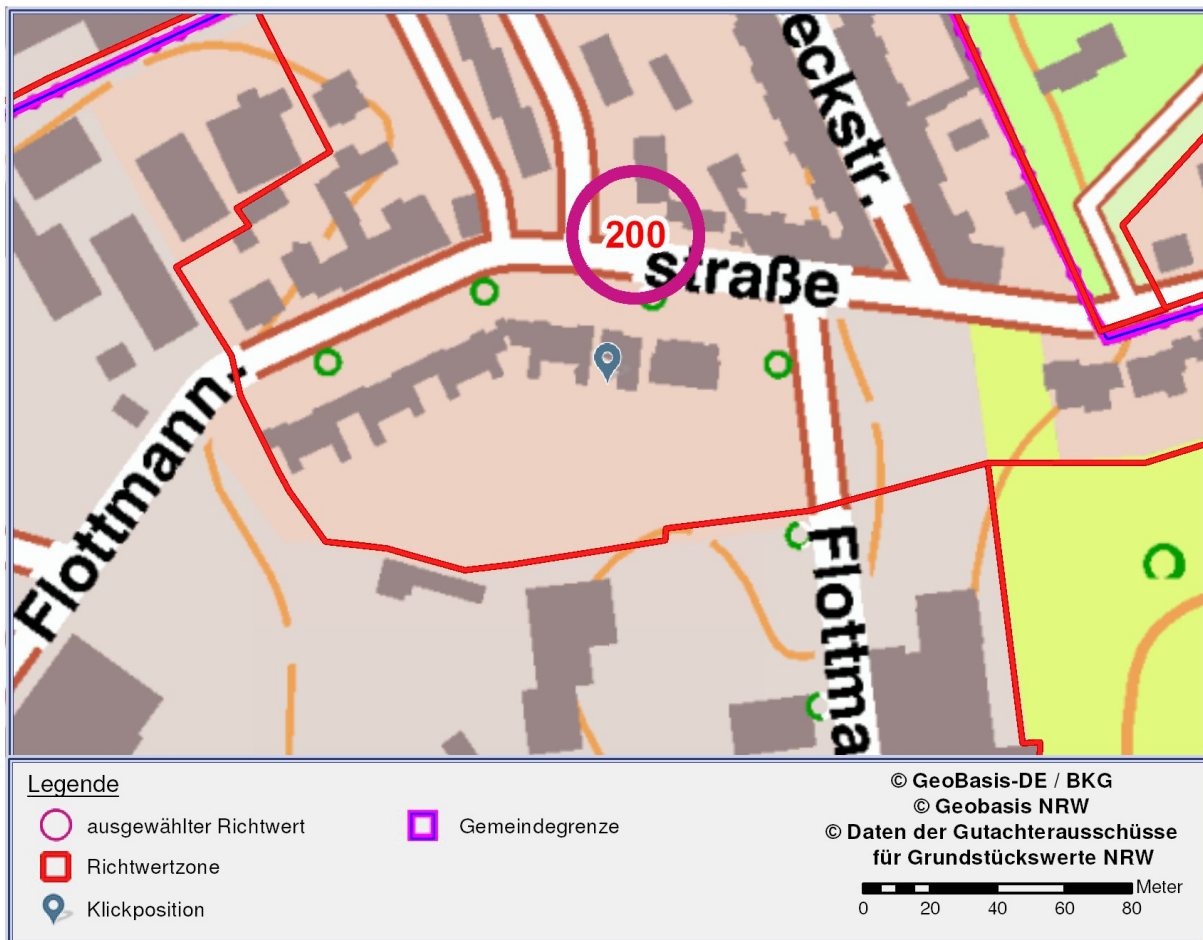 eckstr.
200
straße
Flottmann.
Flottma
Legende
ausgewählter Richtwert
Gemeindegrenze
Richtwertzone
Klickposition
© GeoBasis-DE / BKG
© Geobasis NRW
© Daten der Gutachterausschüsse
für Grundstückswerte NRW
Meter
0 20 40 60 80